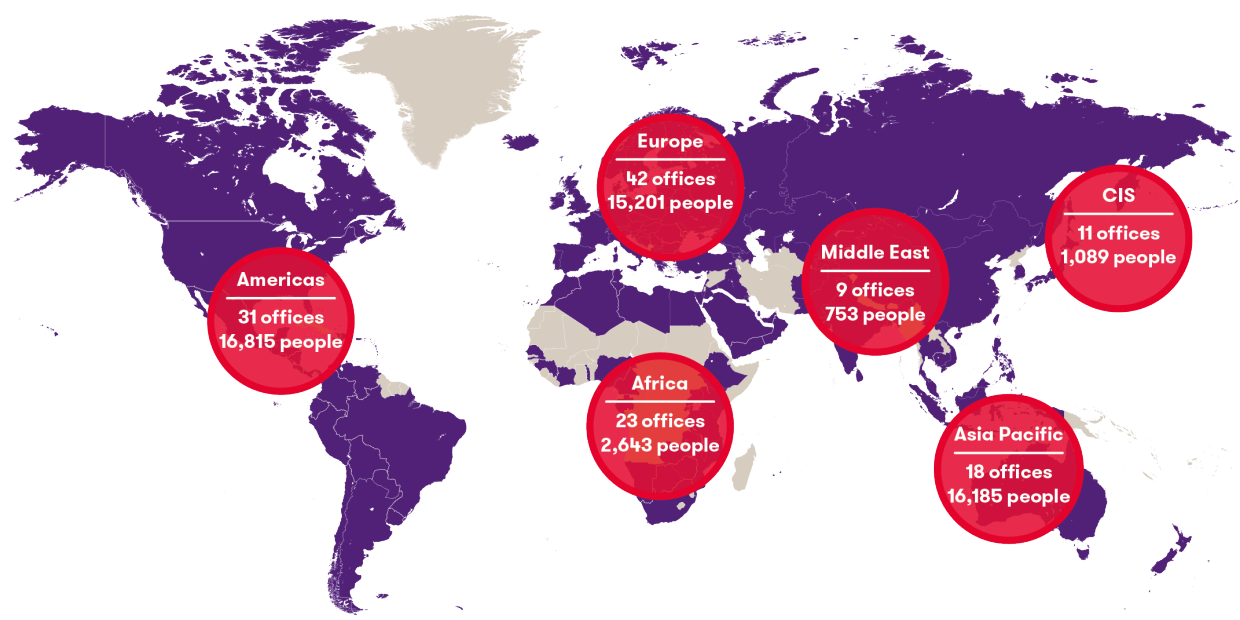 Europe
42 offices
15,201 people
CIS
11 offices
1,089 people
Middle East
9 offices
753 people
Americas
31 offices
16,815 people
Africa
23 offices
2,643 people
Asia Pacific
18 offices
16,185 people